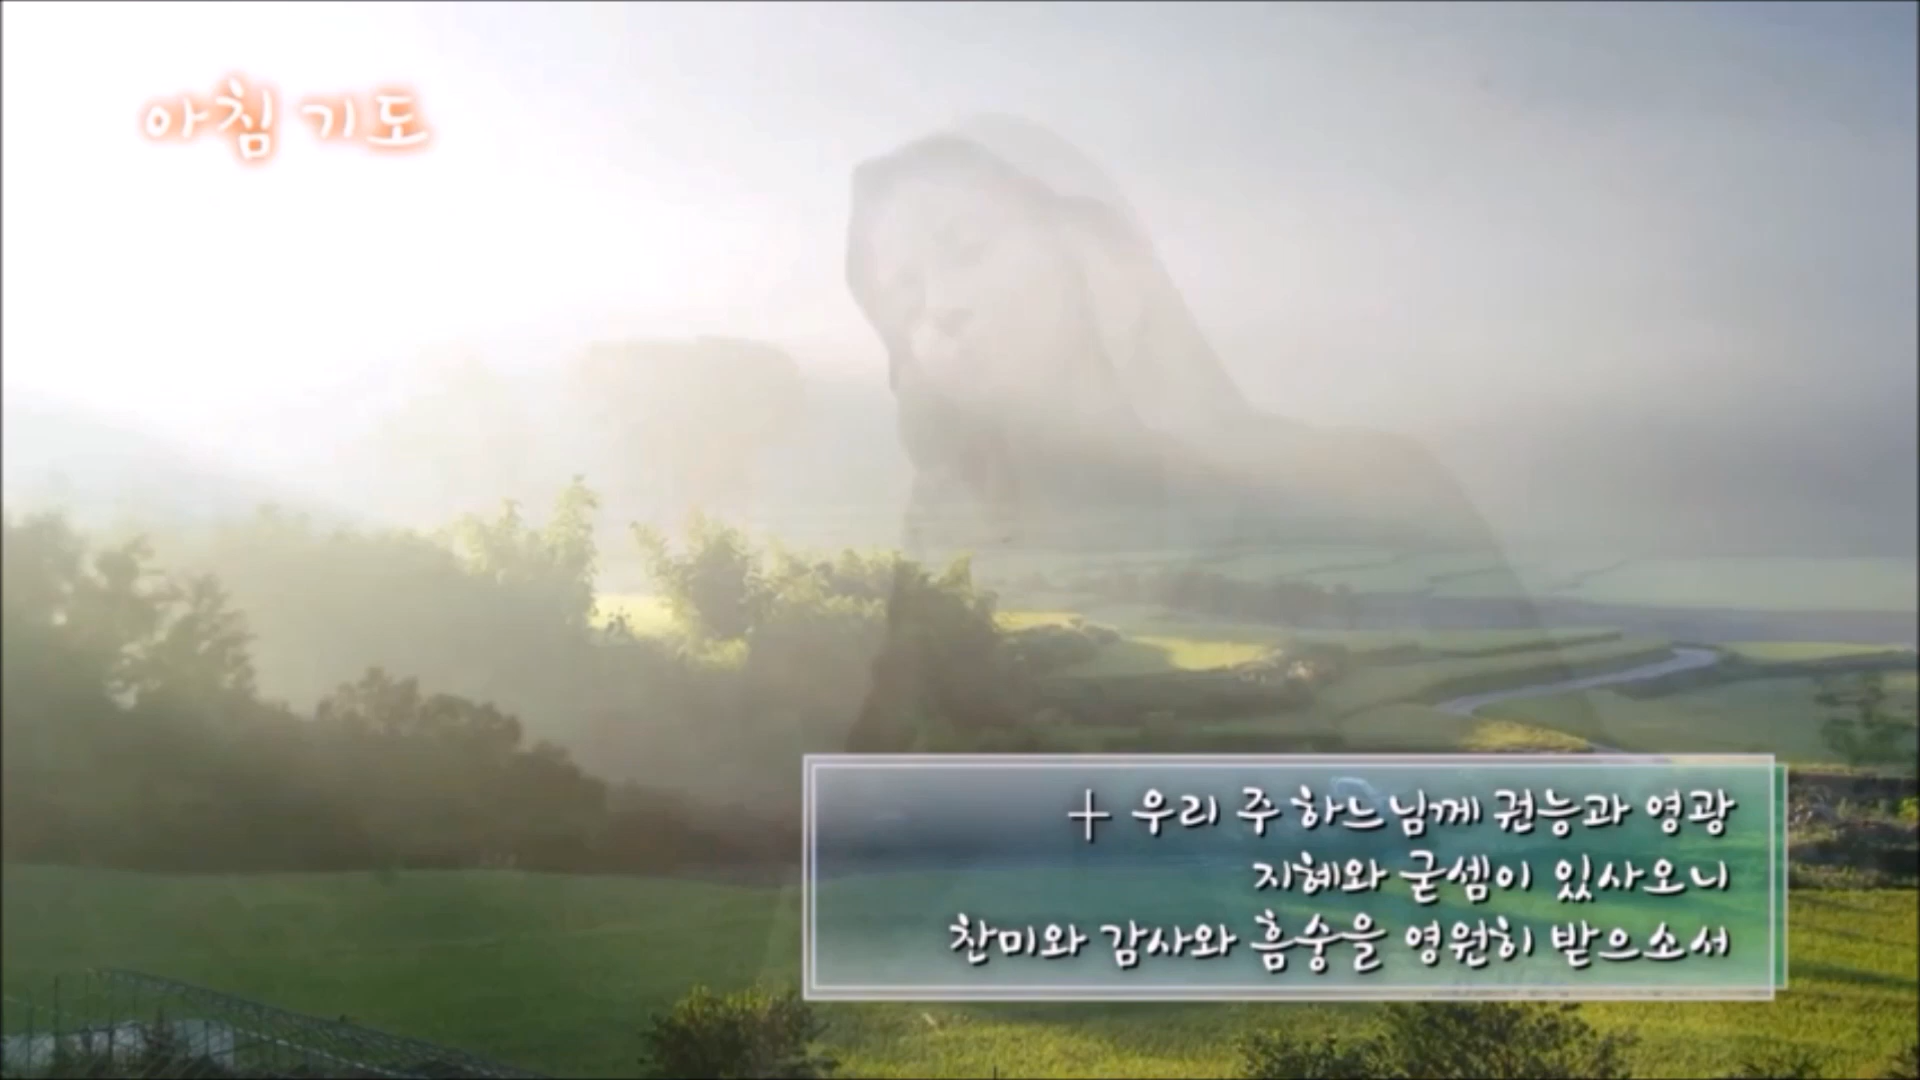 아침 기도
+ 우리 주 하느님께 권능과 영광
지혜와 굳셈이 있사오니
찬미와 감사와 흠숭을 영원히 받으소서